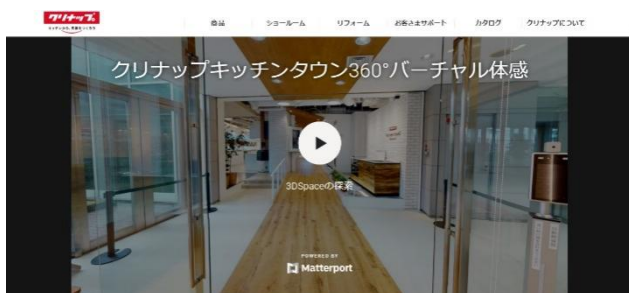 クリナップ
商品 ショールーム リフォーム お客さまサポート カタログ クリナップについて
クリナップキッチンタウン360°バーチャル体感
3DSpaceの探索
POWERED BY
Matterport